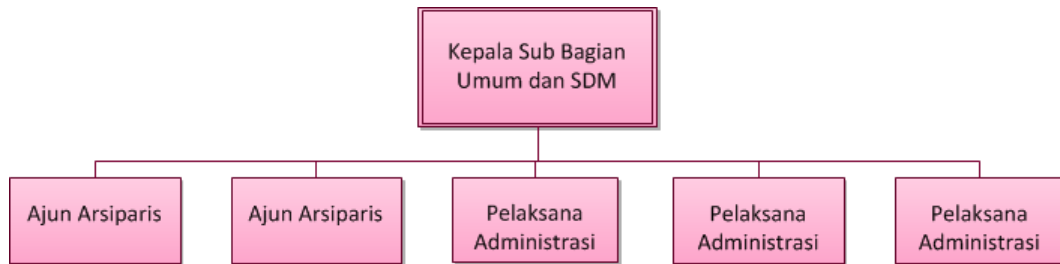 Kepala Sub Bagian
Umum dan SDM
Ajun Arsiparis
Ajun Arsiparis
Pelaksana
Administrasi
Pelaksana
Administrasi
Pelaksana
Administrasi